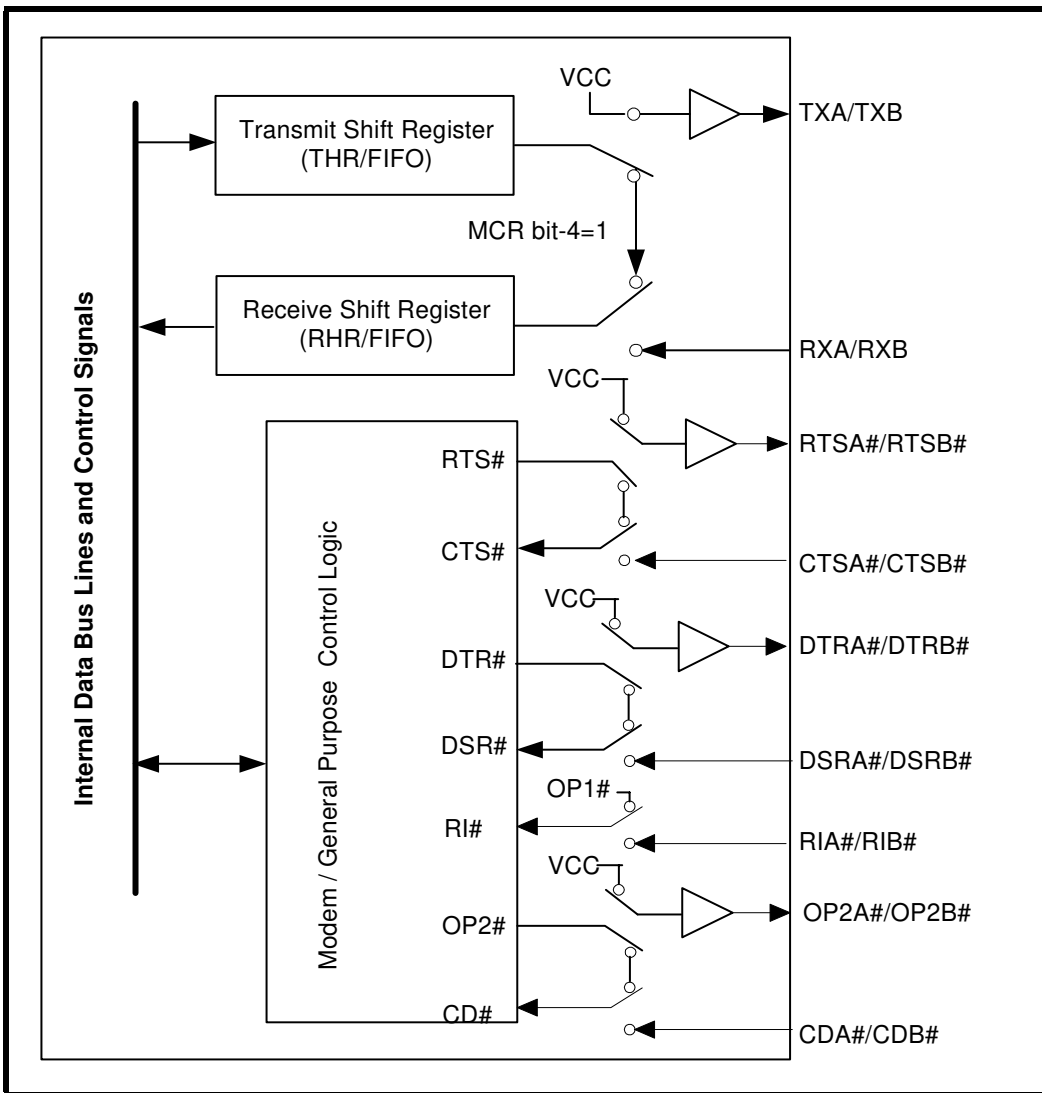 VCC
TXA/TXB
Transmit Shift Register
(THR/FIFO)
MCR bit-4=1
Receive Shift Register
(RHR/FIFO)
RXA/RXB
VCC
RTSA#/RTSB#
RTS#
CTS#
CTSA#/CTSB#
VCC
DTRA#/DTRB#
DTR#
DSR#
DSRA#/DSRB#
OP1#
RI#
RIA#/RIB#
VCC
OP2A#/OP2B#
OP2#
CD#
CDA#/CDB#
Internal Data Bus Lines and Control Signals
Modem / General Purpose Control Logic